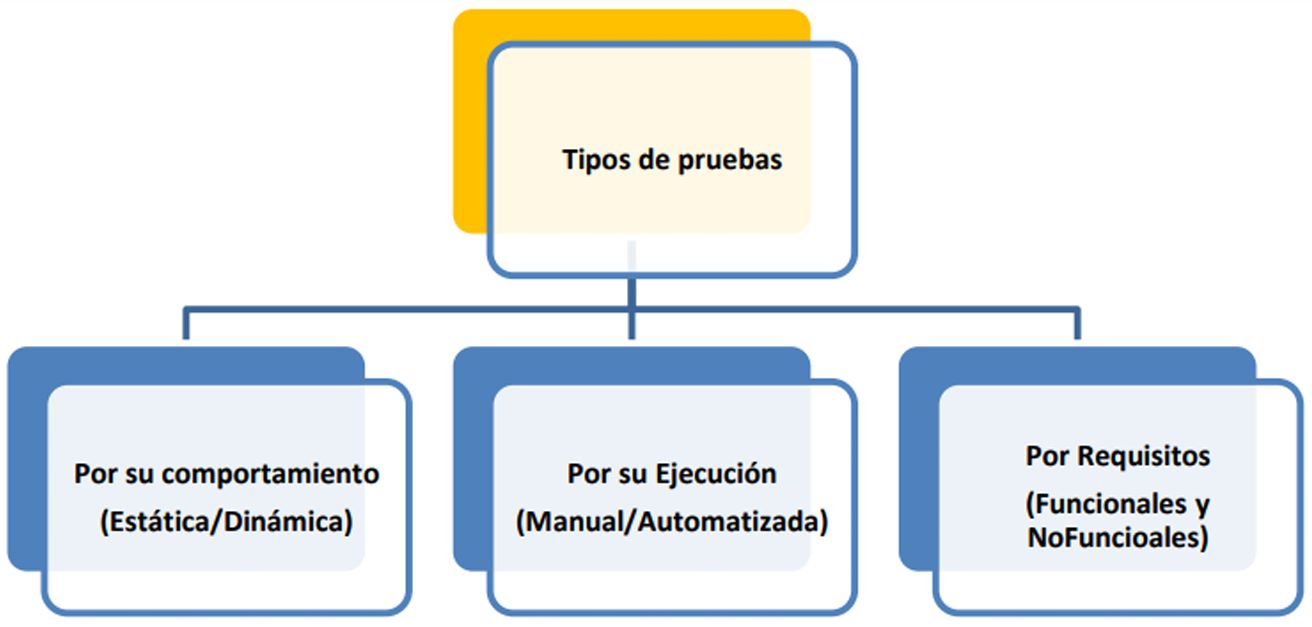 Tipos de pruebas
Por su comportamiento
(Estática/Dinámica)
Por su Ejecución
(Manual/Automatizada)
Por Requisitos
(Funcionales y
NoFuncioales)